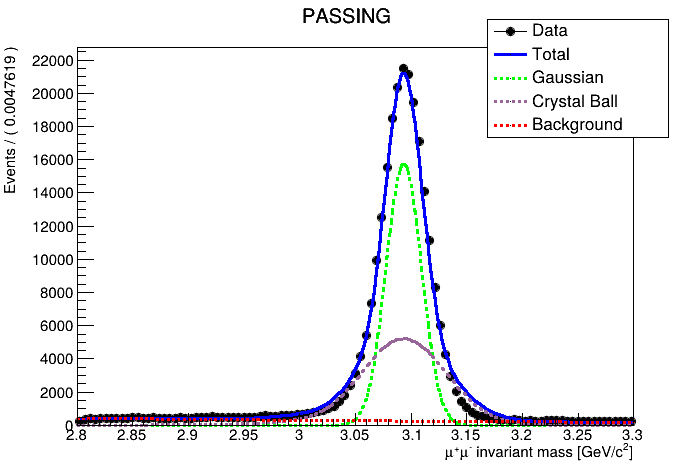 PASSING
Data
Total
Gaussian
Crystal Ball
Background
Events / ( 0.0047619 )
22000
20000
18000
16000
14000
12000
10000
8000
6000
4000
2000
0
2.8 2.85 2.9 2.95 3 3.05 3.1 3.15 3.2 3.25 3.3
μ⁺μ⁻ invariant mass [GeV/c²]